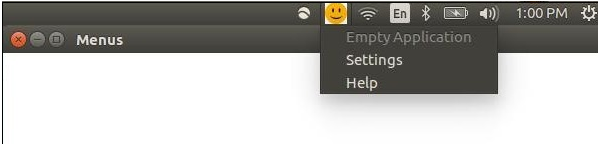 En
1:00 PM
Menus
Empty Application
Settings
Help